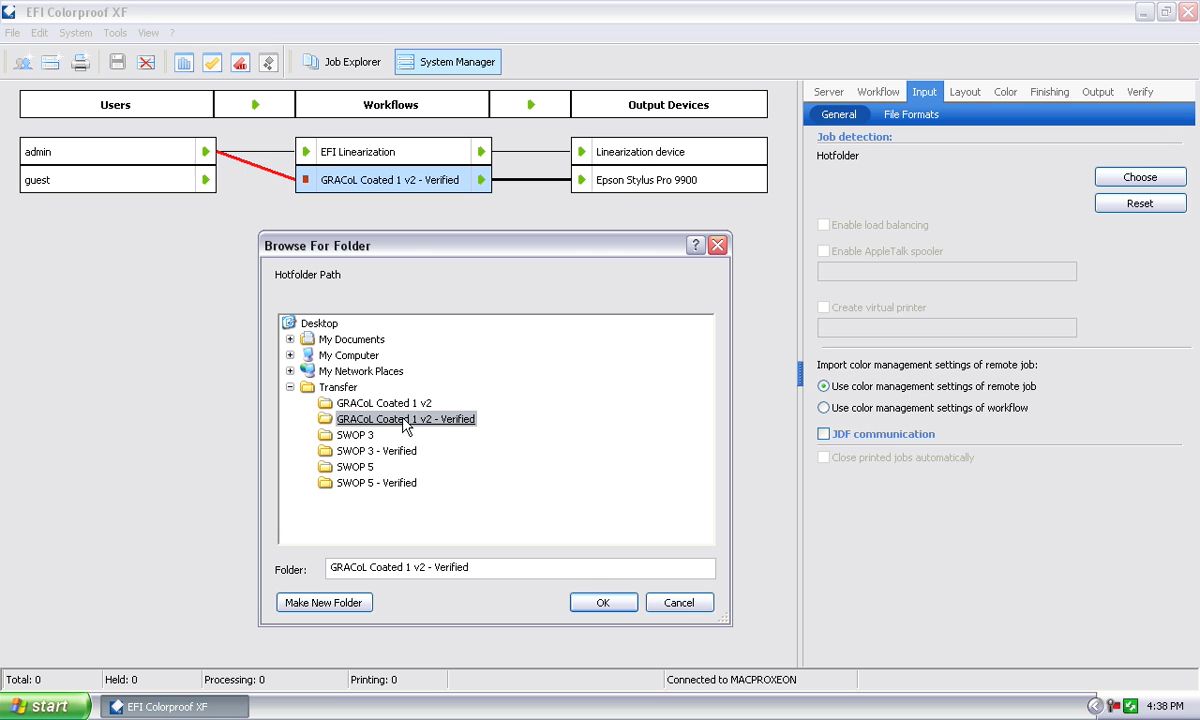 EFI Colorproof XF
File Edit System Tools View ?
Job Explorer System Manager
Users Workflows Output Devices
admin EFI Linearization Linearization device
guest GRACoL Coated 1 v2 - Verified Epson Stylus Pro 9900
Browse For Folder ?
Hotfolder Path
Desktop
My Documents
My Computer
My Network Places
Transfer
GRACoL Coated 1 v2
GRACoL Coated 1 v2 - Verified
SWOP 3
SWOP 3 - Verified
SWOP 5
SWOP 5 - Verified
Folder: GRACoL Coated 1 v2 - Verified
Make New Folder OK Cancel
Server Workflow Input Layout Color Finishing Output Verify
General File Formats
Job detection:
Hotfolder
Choose
Reset
Enable load balancing
Enable AppleTalk spooler
Create virtual printer
Import color management settings of remote job:
Use color management settings of remote job
Use color management settings of workflow
JDF communication
Close printed jobs automatically
Total: 0 Held: 0 Processing: 0 Printing: 0 Connected to MACPROXEON
start EFI Colorproof XF 4:38 PM